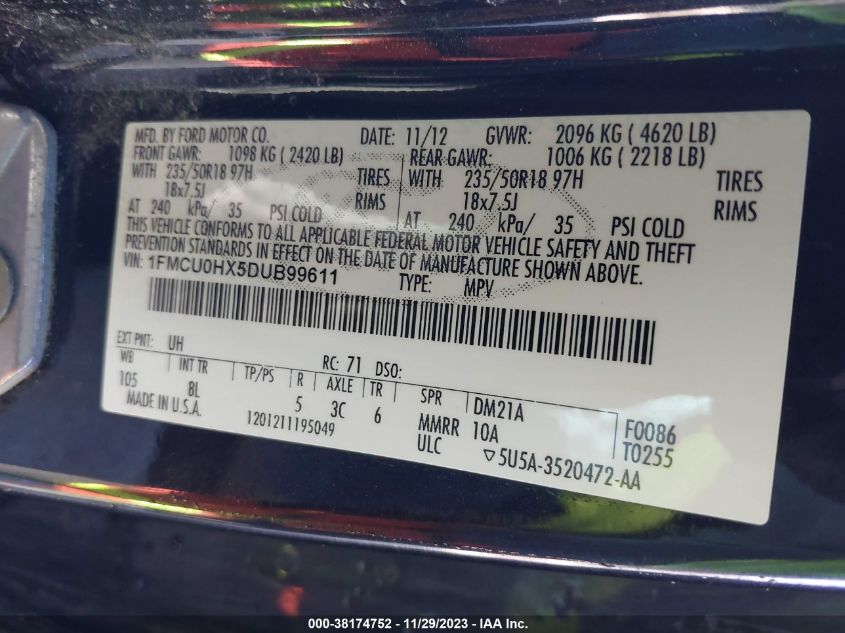 MFD. BY FORD MOTOR CO. DATE: 11/12 GVWR: 2096 KG ( 4620 LB)
FRONT GAWR: 1098 KG ( 2420 LB) REAR GAWR: 1006 KG ( 2218 LB)
WITH 235/50R18 97H TIRES WITH 235/50R18 97H TIRES
18x7.5J RIMS 18x7.5J RIMS
AT 240 kPa/ 35 PSI COLD AT 240 kPa/ 35 PSI COLD
THIS VEHICLE CONFORMS TO ALL APPLICABLE FEDERAL MOTOR VEHICLE SAFETY AND THEFT
PREVENTION STANDARDS IN EFFECT ON THE DATE OF MANUFACTURE SHOWN ABOVE.
VIN: 1FMCU0HX5DUB99611 TYPE: MPV
EXT PNT: UH RC: 71 DSO:
WB INT TR TP/PS R AXLE TR SPR DM21A F0086
105 8L 5 3C 6 MMRR 10A T0255
MADE IN U.S.A. 1201211195049 ULC ▽5U5A-3520472-AA
000-38174752 | 11/29/2023 - IAA Inc.